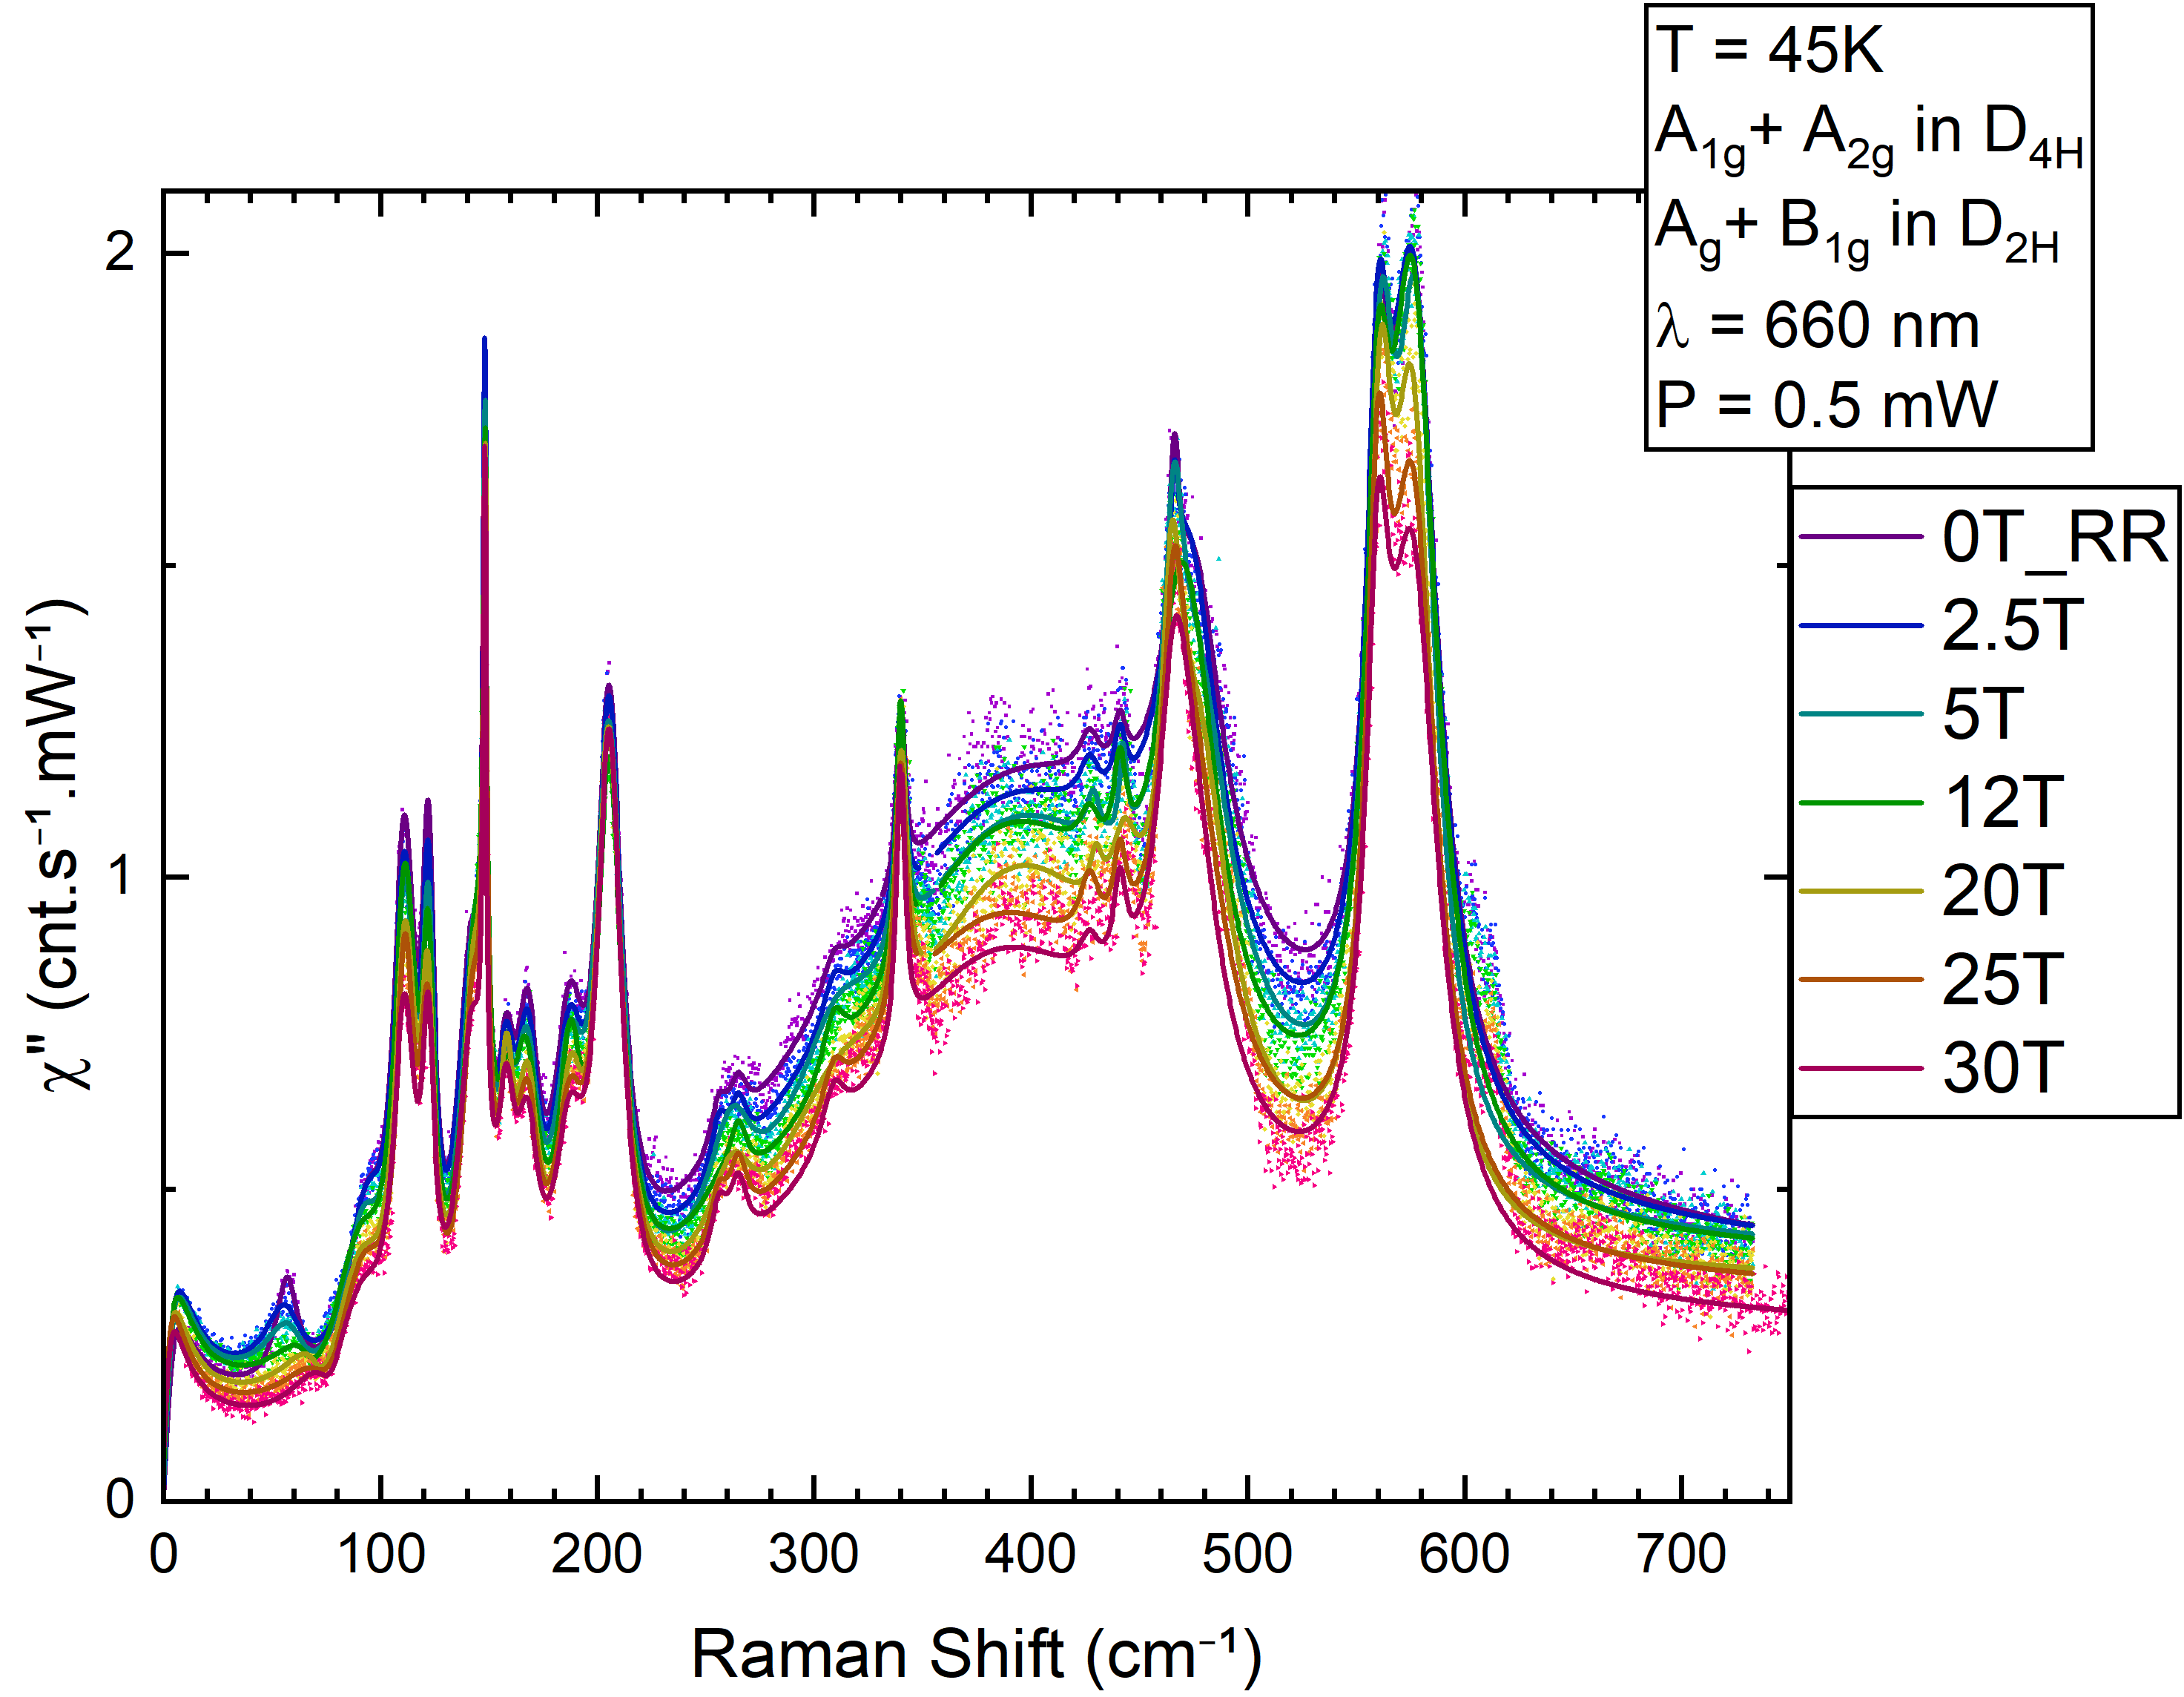 T = 45K
A₁g+ A₂g in D₄H
Ag+ B₁g in D₂H
λ = 660 nm
P = 0.5 mW
2
1
0
χ" (cnt.s⁻¹.mW⁻¹)
0T_RR
2.5T
5T
12T
20T
25T
30T
0 100 200 300 400 500 600 700
Raman Shift (cm⁻¹)